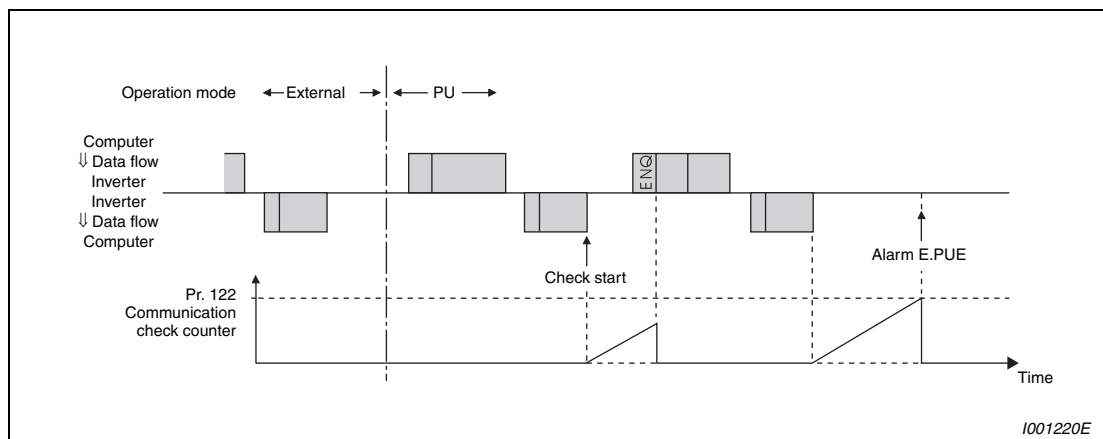 Operation mode
External
PU
Computer
⇓ Data flow
Inverter
Inverter
⇓ Data flow
Computer
ENQ
Check start
Alarm E.PUE
Pr. 122
Communication
check counter
Time
I001220E